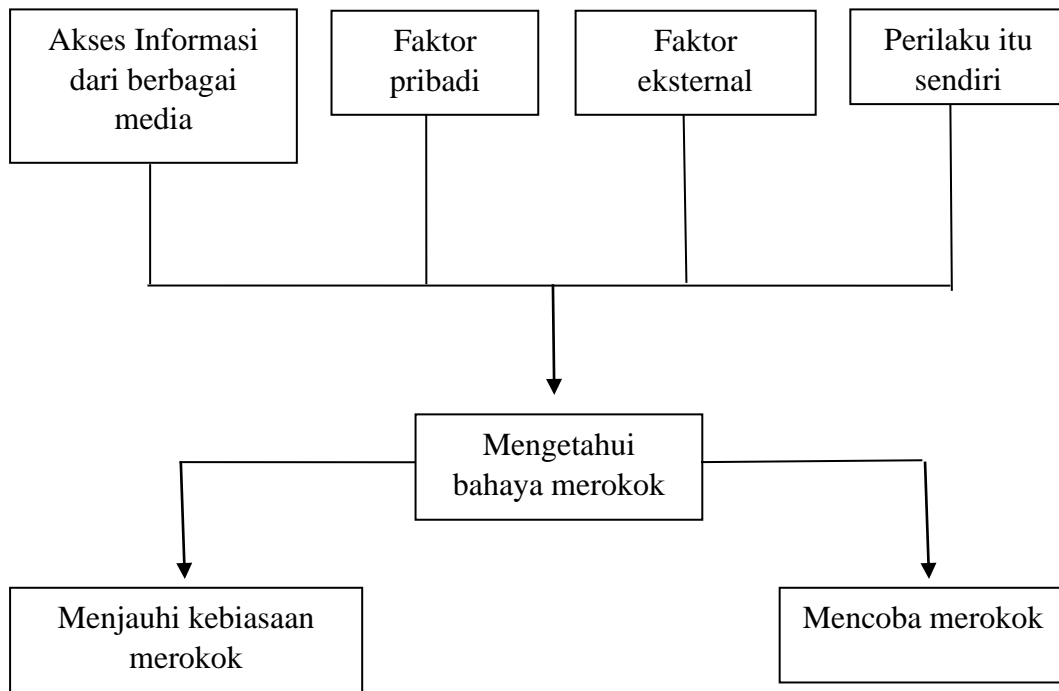 Akses Informasi
dari berbagai
media
Faktor
pribadi
Faktor
eksternal
Perilaku itu
sendiri
Mengetahui
bahaya merokok
Menjauhi kebiasaan
merokok
Mencoba merokok